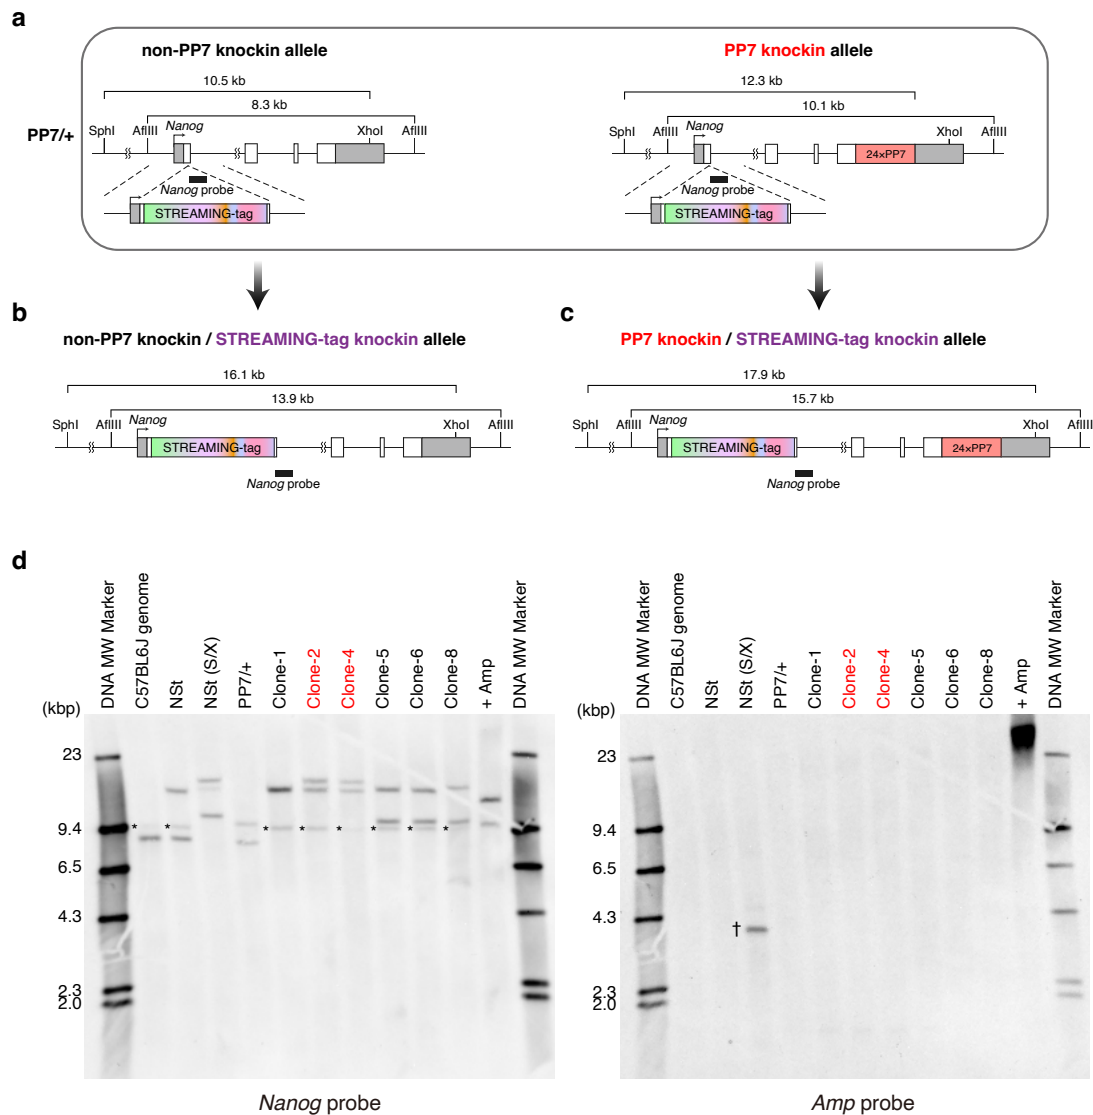 a
non-PP7 knockin allele
PP7 knockin allele
10.5 kb
12.3 kb
8.3 kb
10.1 kb
PP7/+
SphI AflIII Nanog XhoI AflIII
SphI AflIII Nanog XhoI AflIII
24xPP7
Nanog probe
Nanog probe
STREAMING-tag
STREAMING-tag
b
non-PP7 knockin / STREAMING-tag knockin allele
16.1 kb
13.9 kb
SphI AflIII Nanog XhoI AflIII
STREAMING-tag
Nanog probe
c
PP7 knockin / STREAMING-tag knockin allele
17.9 kb
15.7 kb
SphI AflIII Nanog XhoI AflIII
STREAMING-tag 24xPP7
Nanog probe
d
DNA MW Marker
C57BL6J genome
NSt
NSt (S/X)
PP7/+
Clone-1
Clone-2
Clone-4
Clone-5
Clone-6
Clone-8
+ Amp
DNA MW Marker
(kbp)
23
9.4
6.5
4.3
2.3
2.0
* * * * * * * *
Nanog probe
DNA MW Marker
C57BL6J genome
NSt
NSt (S/X)
PP7/+
Clone-1
Clone-2
Clone-4
Clone-5
Clone-6
Clone-8
+ Amp
DNA MW Marker
(kbp)
23
9.4
6.5
4.3
2.3
2.0
†
Amp probe